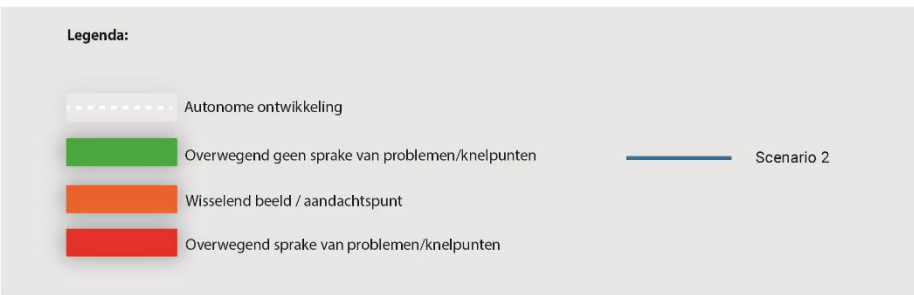 Legenda:
Autonome ontwikkeling
Overwegend geen sprake van problemen/knelpunten
Scenario 2
Wisselend beeld / aandachtspunt
Overwegend sprake van problemen/knelpunten